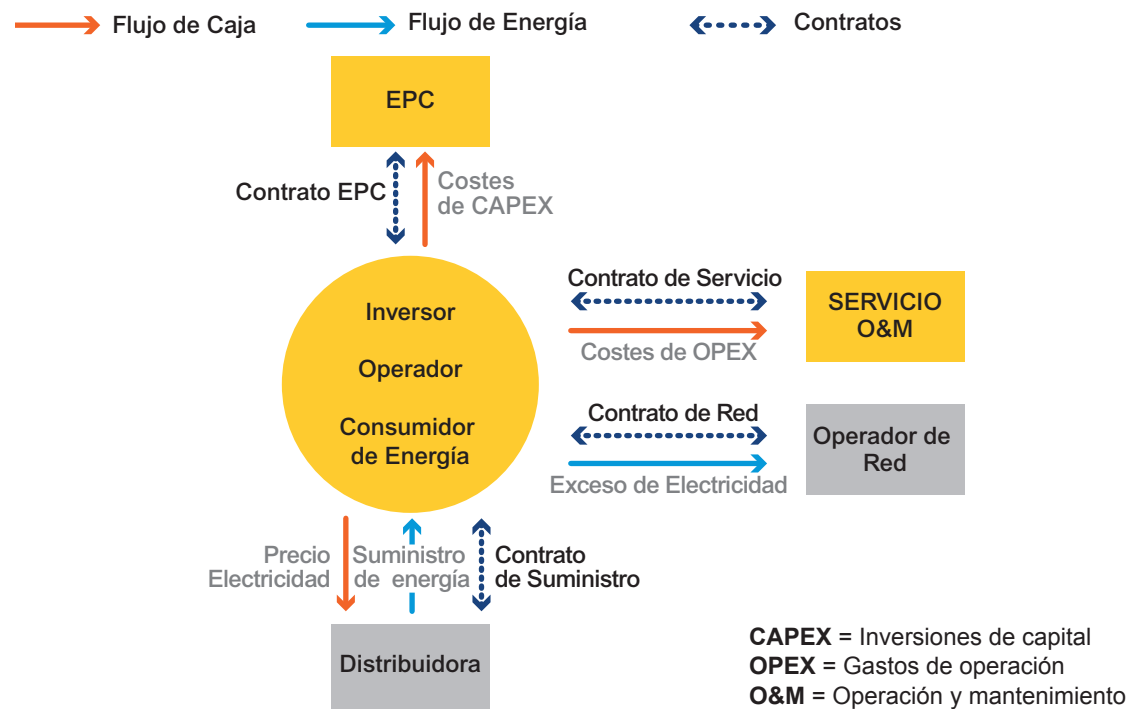 Flujo de Caja
Flujo de Energía
Contratos
EPC
Contrato EPC
Costes
de CAPEX
Inversor
Operador
Consumidor
de Energía
Contrato de Servicio
Costes de OPEX
SERVICIO
O&M
Contrato de Red
Exceso de Electricidad
Operador de
Red
Precio
Electricidad
Suministro
de energía
Contrato
de Suministro
Distribuidora
CAPEX = Inversiones de capital
OPEX = Gastos de operación
O&M = Operación y mantenimiento